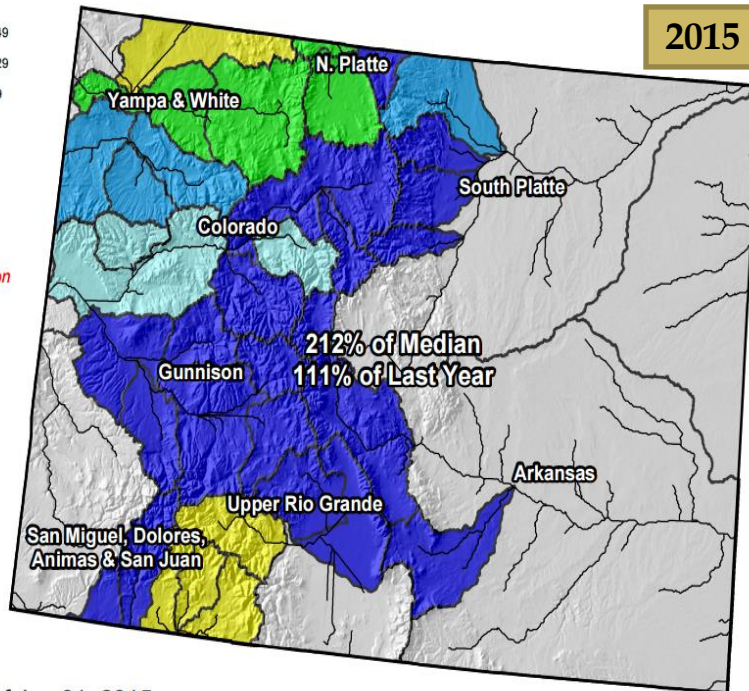 2015
N. Platte
Yampa & White
South Platte
Colorado
212% of Median
111% of Last Year
Gunnison
Arkansas
Upper Rio Grande
San Miguel, Dolores,
Animas & San Juan